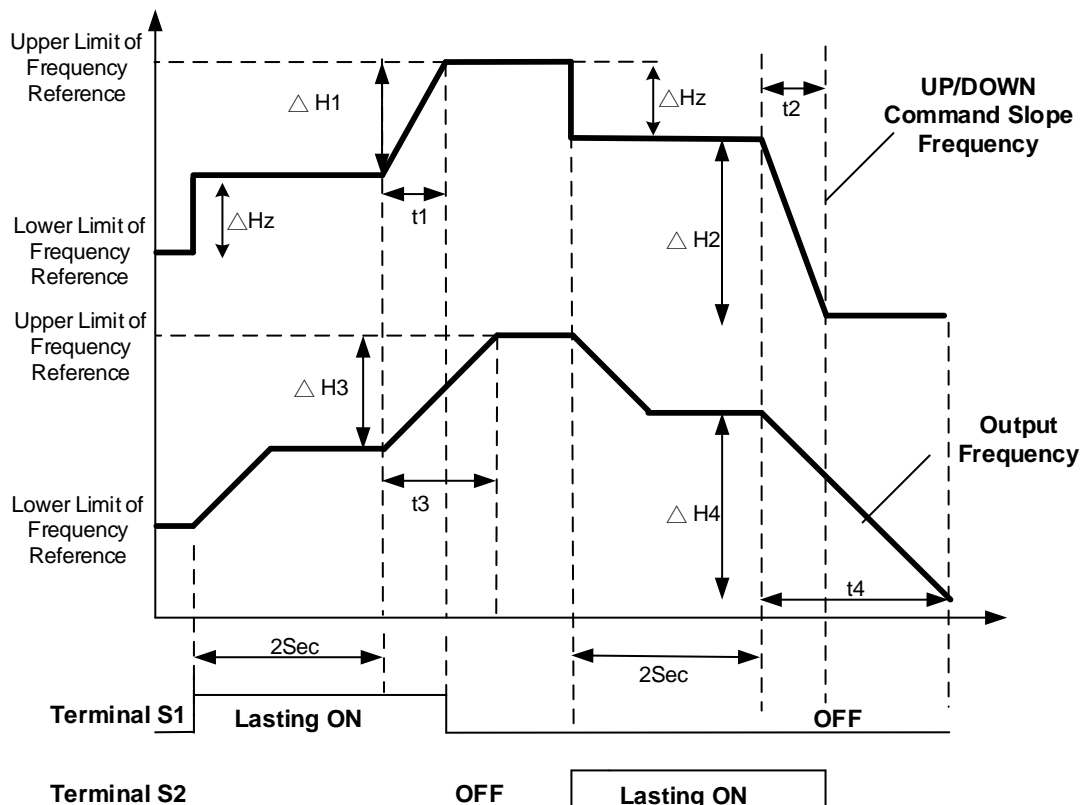 Upper Limit of
Frequency
Reference
△ H1
△Hz
t2
UP/DOWN
Command Slope
Frequency
△Hz
t1
Lower Limit of
Frequency
Reference
△ H2
Upper Limit of
Frequency
Reference
△ H3
Output
Frequency
t3
Lower Limit of
Frequency
Reference
△ H4
t4
2Sec
2Sec
Terminal S1
Lasting ON
OFF
Terminal S2
OFF
Lasting ON